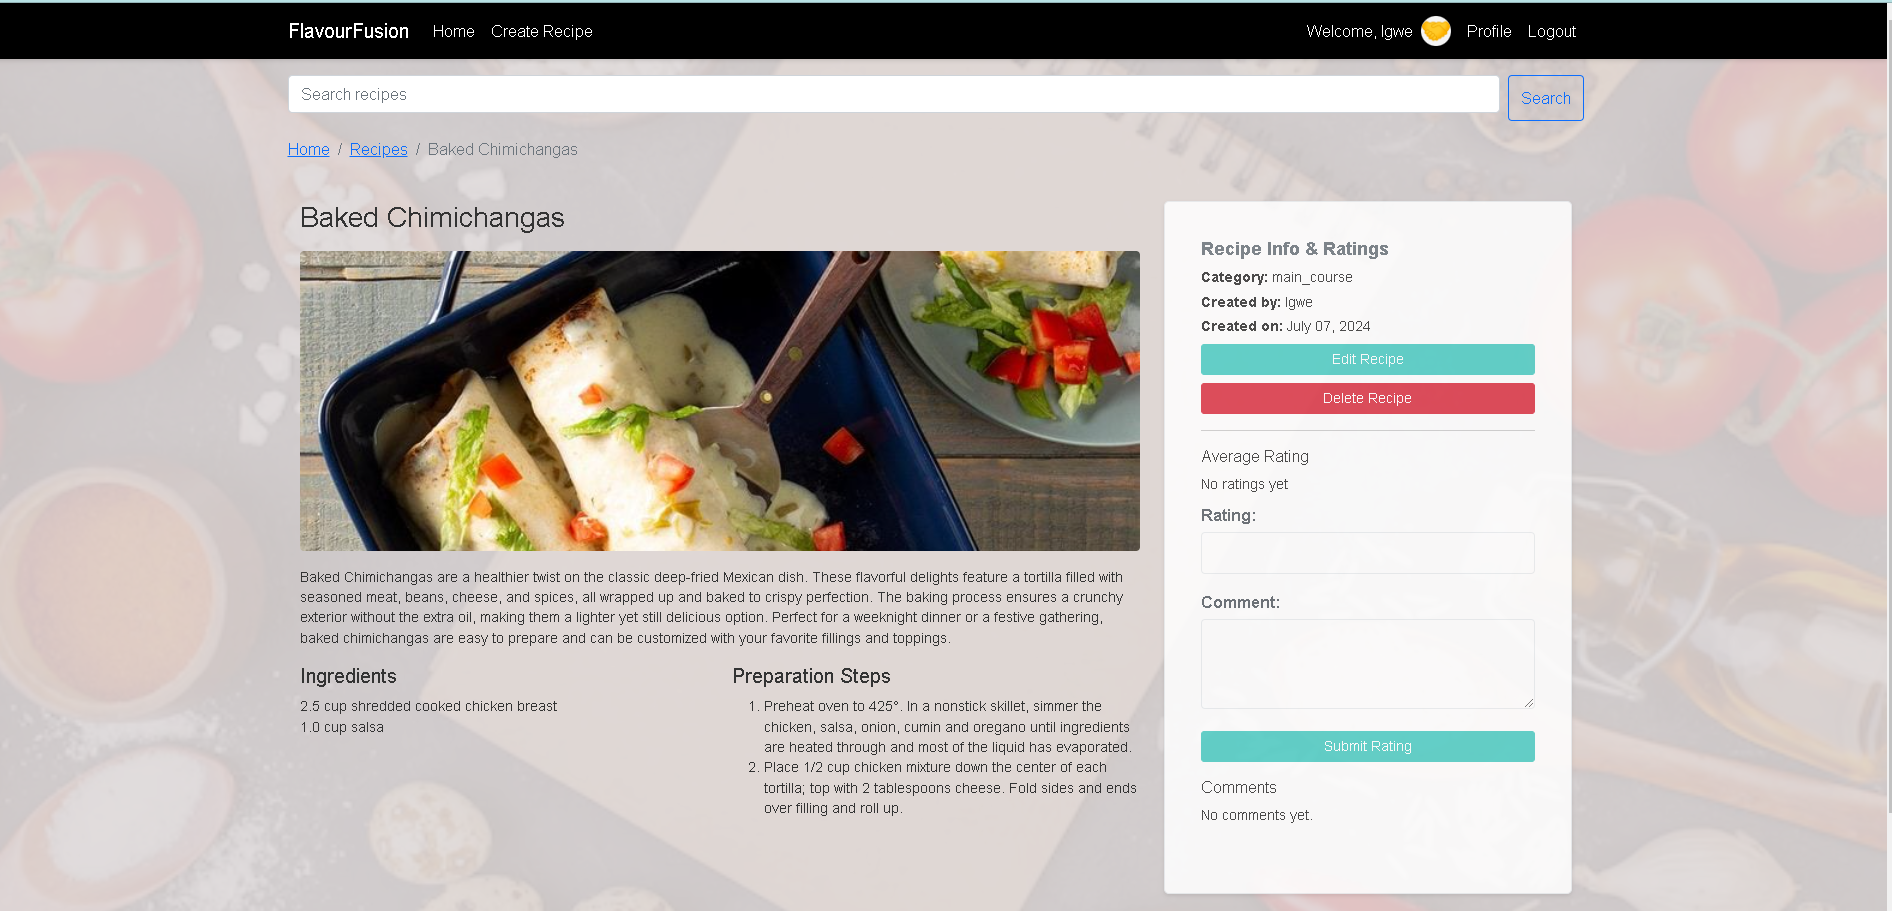 FlavourFusion Home Create Recipe Welcome, Igwe Profile Logout
Search recipes Search
Home / Recipes / Baked Chimichangas
Baked Chimichangas
Baked Chimichangas are a healthier twist on the classic deep-fried Mexican dish. These flavorful delights feature a tortilla filled with
seasoned meat, beans, cheese, and spices, all wrapped up and baked to crispy perfection. The baking process ensures a crunchy
exterior without the extra oil, making them a lighter yet still delicious option. Perfect for a weeknight dinner or a festive gathering,
baked chimichangas are easy to prepare and can be customized with your favorite fillings and toppings.
Ingredients
2.5 cup shredded cooked chicken breast
1.0 cup salsa
Preparation Steps
1. Preheat oven to 425°. In a nonstick skillet, simmer the
chicken, salsa, onion, cumin and oregano until ingredients
are heated through and most of the liquid has evaporated.
2. Place 1/2 cup chicken mixture down the center of each
tortilla; top with 2 tablespoons cheese. Fold sides and ends
over filling and roll up.
Recipe Info & Ratings
Category: main_course
Created by: Igwe
Created on: July 07, 2024
Edit Recipe
Delete Recipe
Average Rating
No ratings yet
Rating:
Comment:
Submit Rating
Comments
No comments yet.